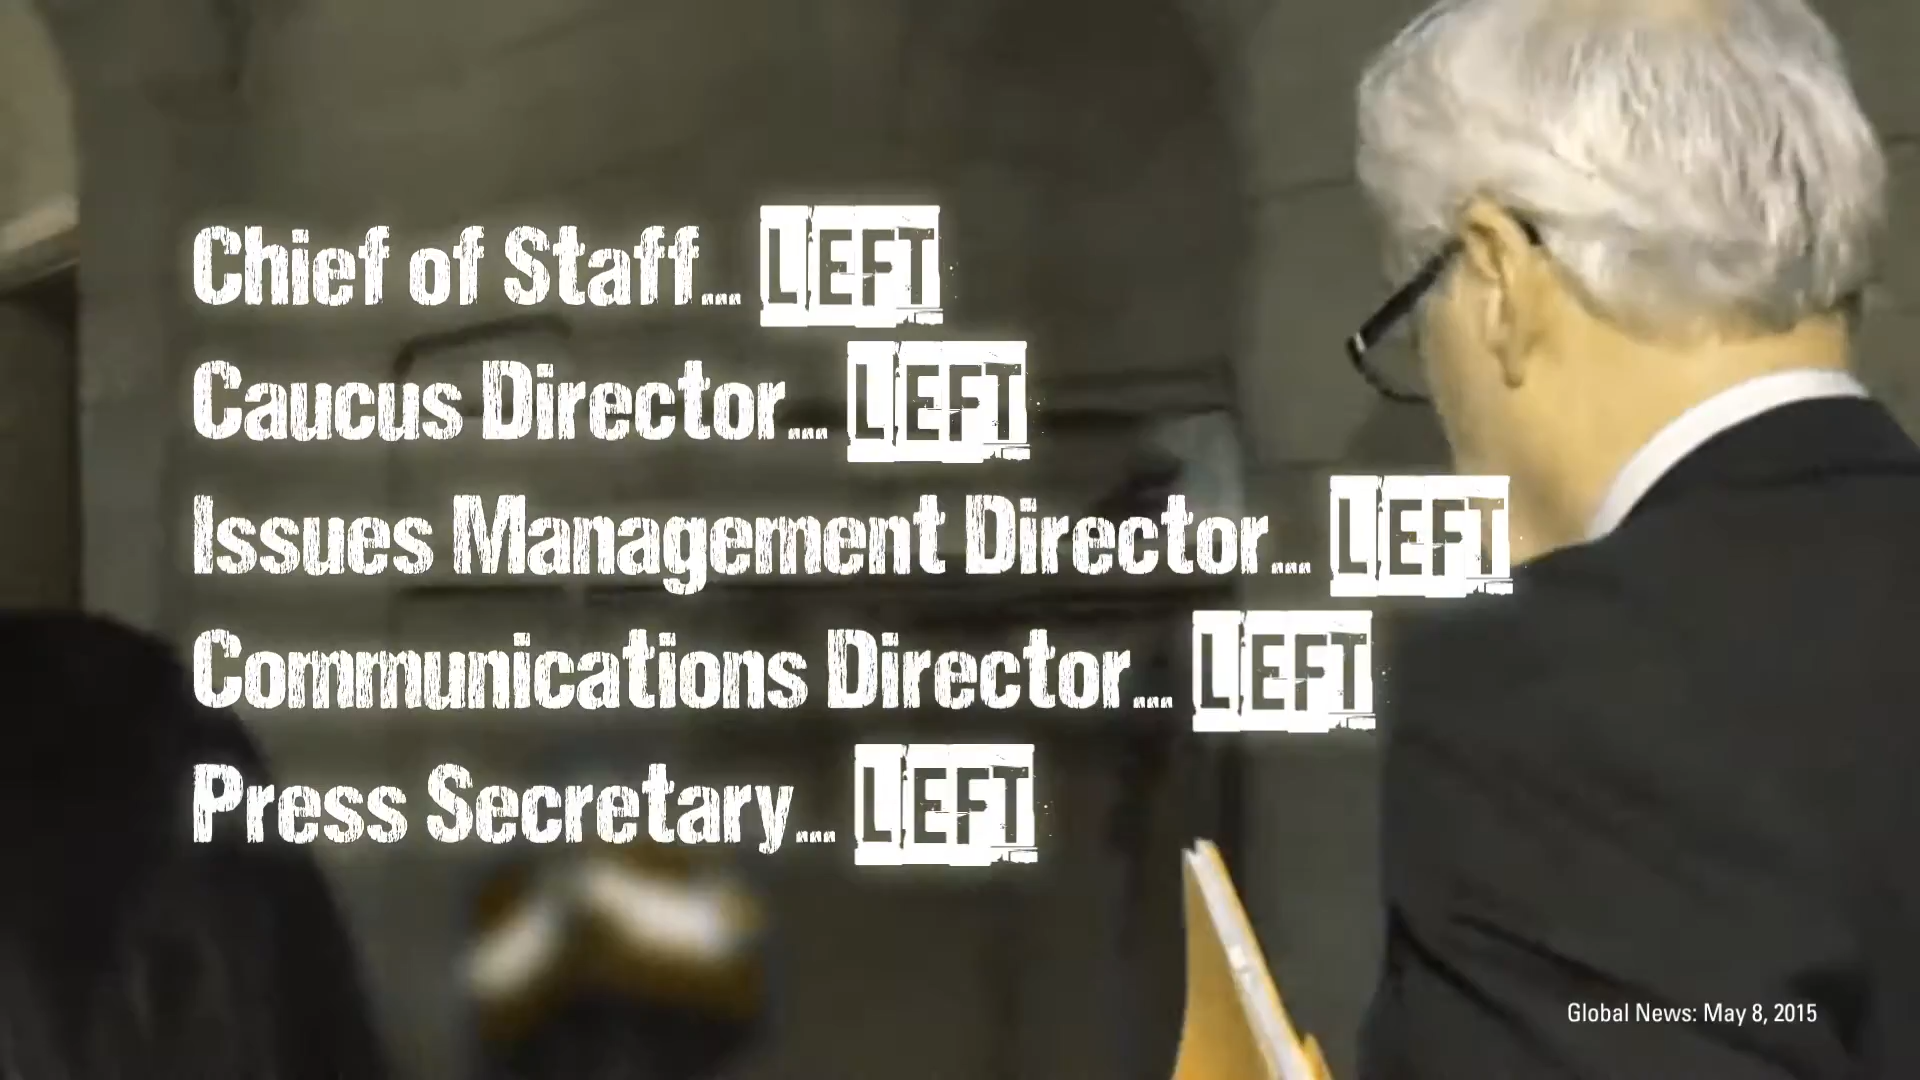 Chief of Staff... LEFT
Caucus Director... LEFT
Issues Management Director... LEFT
Communications Director... LEFT
Press Secretary... LEFT
Global News: May 8, 2015